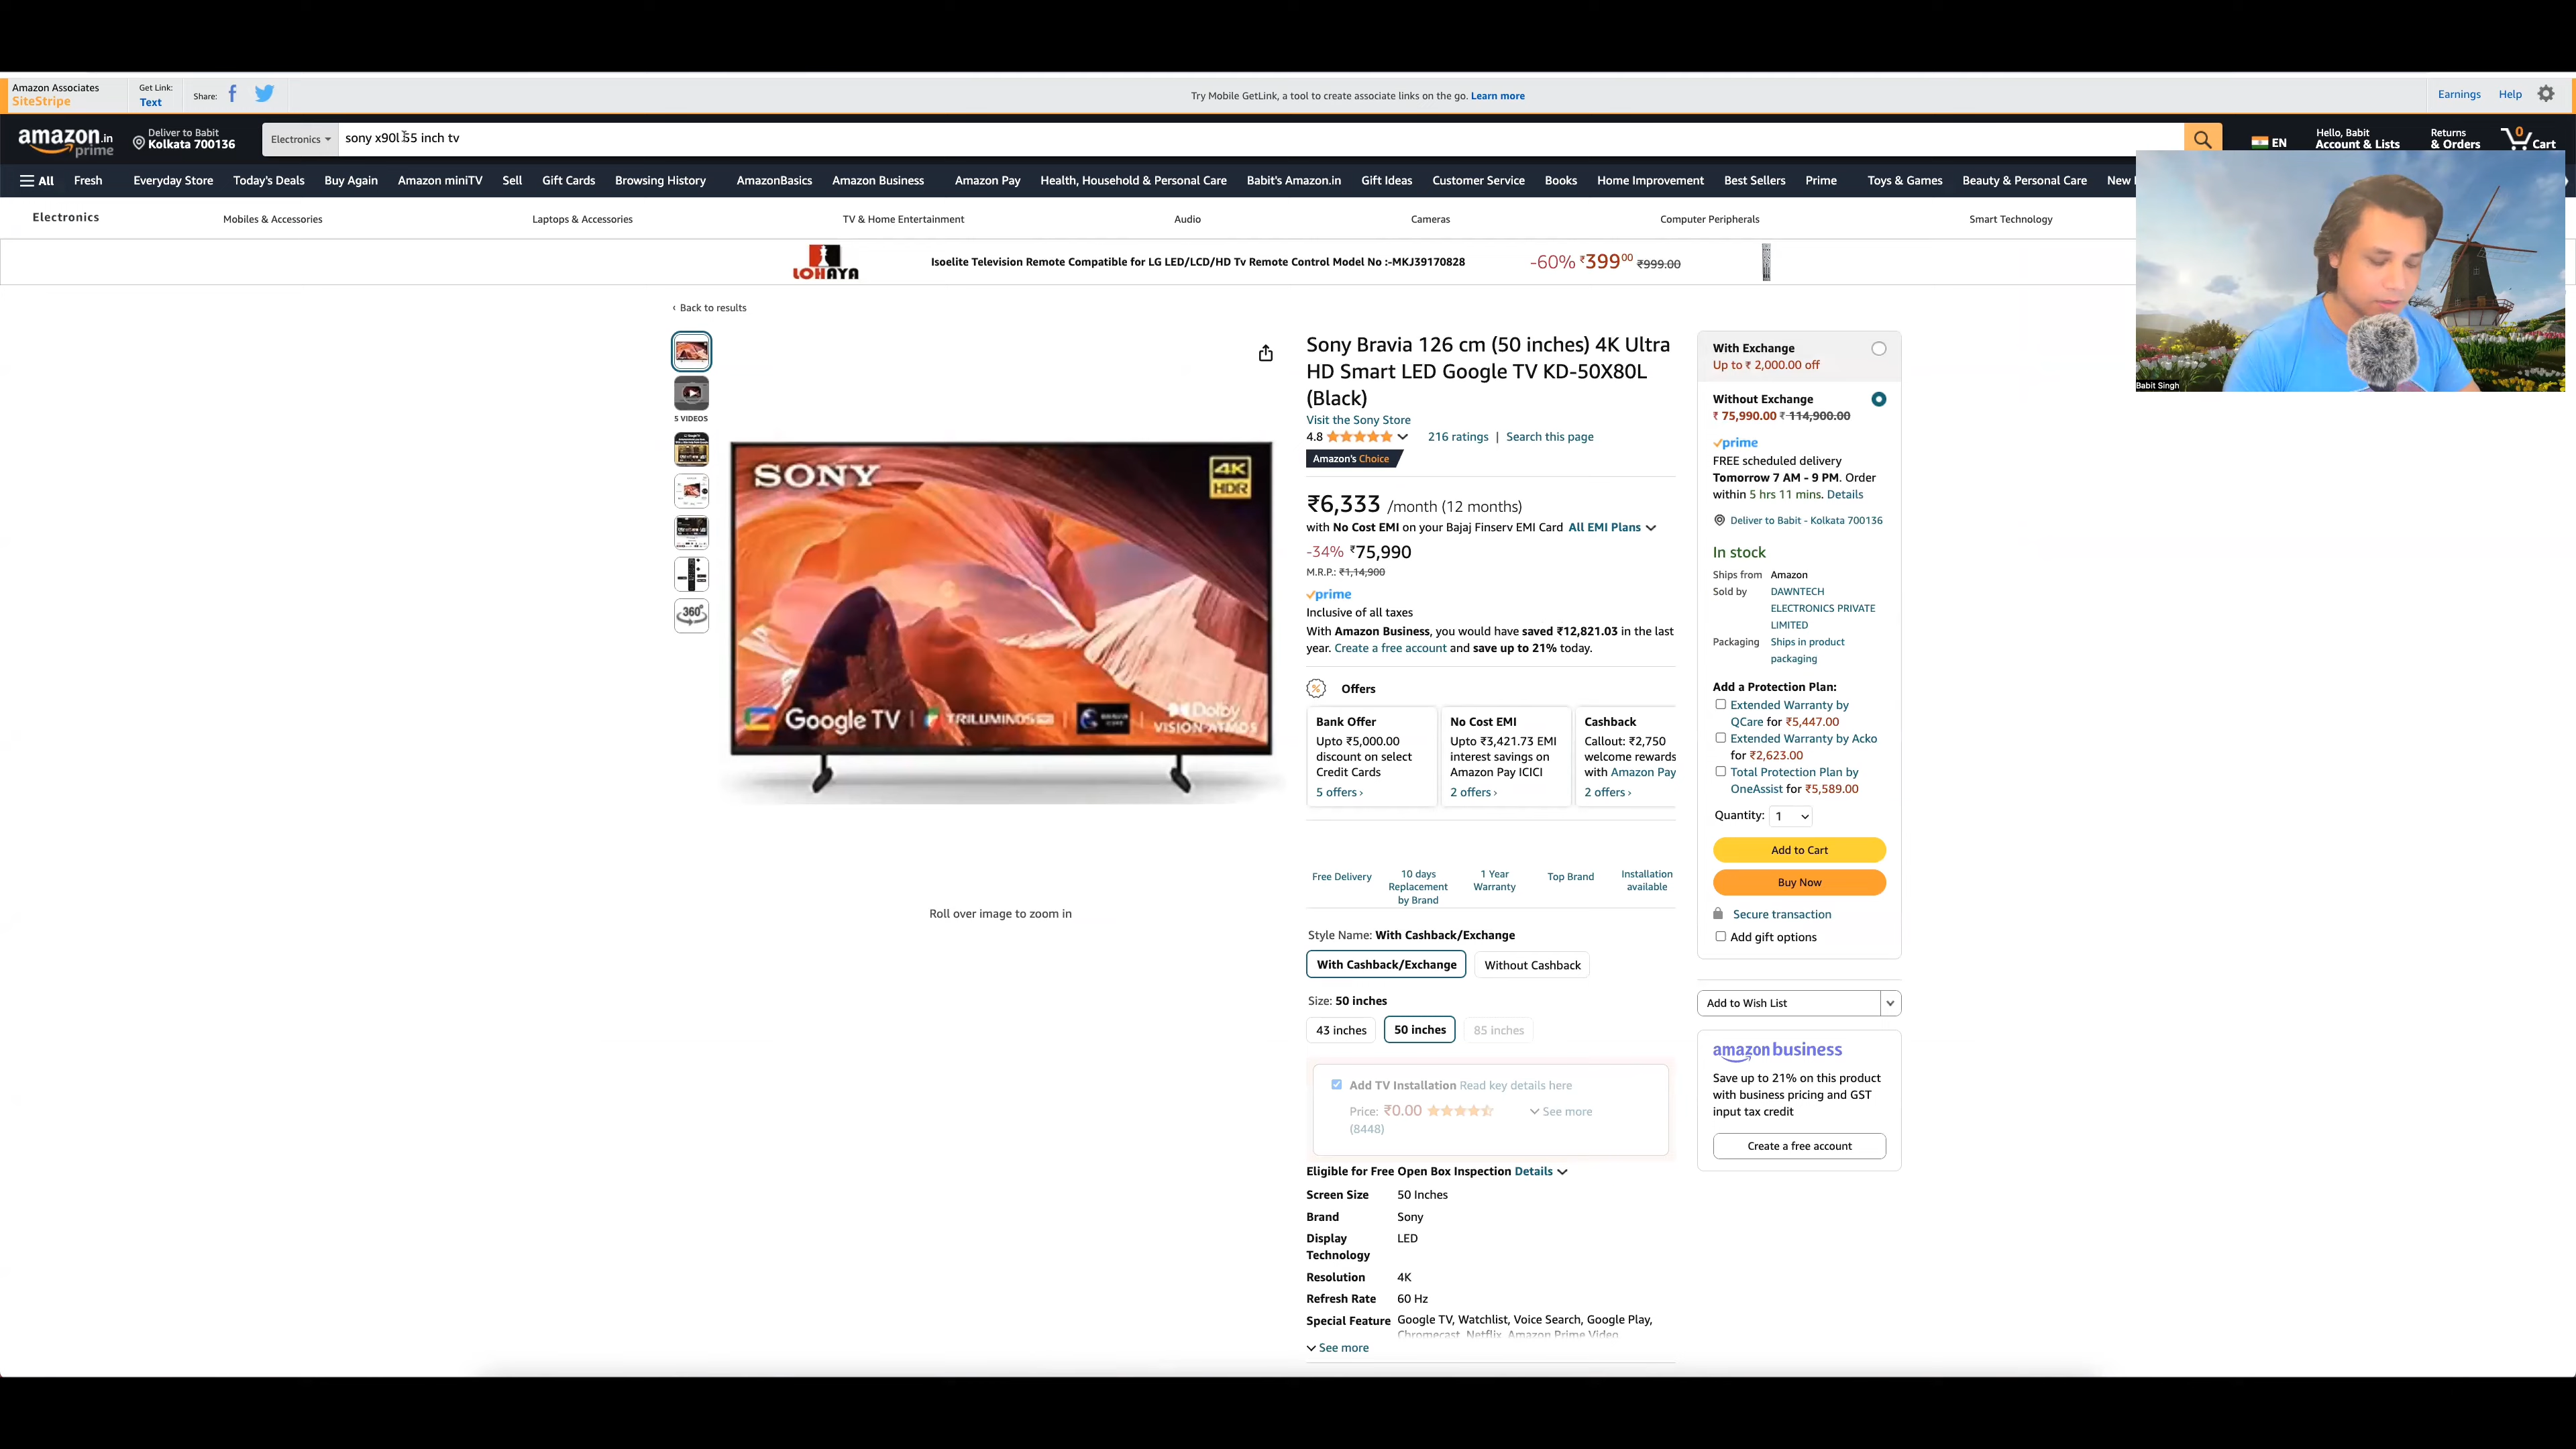 Amazon Associates
SiteStripe
Get Link:
Text
Share:
Try Mobile GetLink, a tool to create associate links on the go. Learn more
Earnings
Help
amazon.in
prime
Deliver to Babit
Kolkata 700136
Electronics
sony x90l 55 inch tv
EN
Hello, Babit
Account & Lists
Returns
& Orders
0
Cart
All
Fresh
Everyday Store
Today's Deals
Buy Again
Amazon miniTV
Sell
Gift Cards
Browsing History
AmazonBasics
Amazon Business
Amazon Pay
Health, Household & Personal Care
Babit's Amazon.in
Gift Ideas
Customer Service
Books
Home Improvement
Best Sellers
Prime
Toys & Games
Beauty & Personal Care
New
Electronics
Mobiles & Accessories
Laptops & Accessories
TV & Home Entertainment
Audio
Cameras
Computer Peripherals
Smart Technology
LOHAYA
Isoelite Television Remote Compatible for LG LED/LCD/HD Tv Remote Control Model No :-MKJ39170828
-60% ₹39900 ₹999.00
Babit Singh
‹ Back to results
5 VIDEOS
360°
SONY
4K
HDR
Google TV
TRILUMINOS
Dolby
VISION·ATMOS
Roll over image to zoom in
Sony Bravia 126 cm (50 inches) 4K Ultra
HD Smart LED Google TV KD-50X80L
(Black)
Visit the Sony Store
4.8
216 ratings | Search this page
Amazon's Choice
₹6,333 /month (12 months)
with No Cost EMI on your Bajaj Finserv EMI Card All EMI Plans
-34% ₹75,990
M.R.P.: ₹1,14,900
prime
Inclusive of all taxes
With Amazon Business, you would have saved ₹12,821.03 in the last
year. Create a free account and save up to 21% today.
% Offers
Bank Offer
Upto ₹5,000.00
discount on select
Credit Cards
5 offers ›
No Cost EMI
Upto ₹3,421.73 EMI
interest savings on
Amazon Pay ICICI
2 offers ›
Cashback
Callout: ₹2,750
welcome rewards
with Amazon Pay
2 offers ›
Free Delivery
10 days
Replacement
by Brand
1 Year
Warranty
Top Brand
Installation
available
Style Name: With Cashback/Exchange
With Cashback/Exchange
Without Cashback
Size: 50 inches
43 inches
50 inches
85 inches
Add TV Installation Read key details here
Price: ₹0.00
See more
(8448)
Eligible for Free Open Box Inspection Details
Screen Size 50 Inches
Brand Sony
Display LED
Technology
Resolution 4K
Refresh Rate 60 Hz
Special Feature Google TV, Watchlist, Voice Search, Google Play,
Chromecast, Netflix, Amazon Prime Video
See more
With Exchange
Up to ₹ 2,000.00 off
Without Exchange
₹ 75,990.00 ₹ 114,900.00
prime
FREE scheduled delivery
Tomorrow 7 AM - 9 PM. Order
within 5 hrs 11 mins. Details
Deliver to Babit - Kolkata 700136
In stock
Ships from Amazon
Sold by DAWNTECH
ELECTRONICS PRIVATE
LIMITED
Packaging Ships in product
packaging
Add a Protection Plan:
Extended Warranty by
QCare for ₹5,447.00
Extended Warranty by Acko
for ₹2,623.00
Total Protection Plan by
OneAssist for ₹5,589.00
Quantity: 1
Add to Cart
Buy Now
Secure transaction
Add gift options
Add to Wish List
amazon business
Save up to 21% on this product
with business pricing and GST
input tax credit
Create a free account